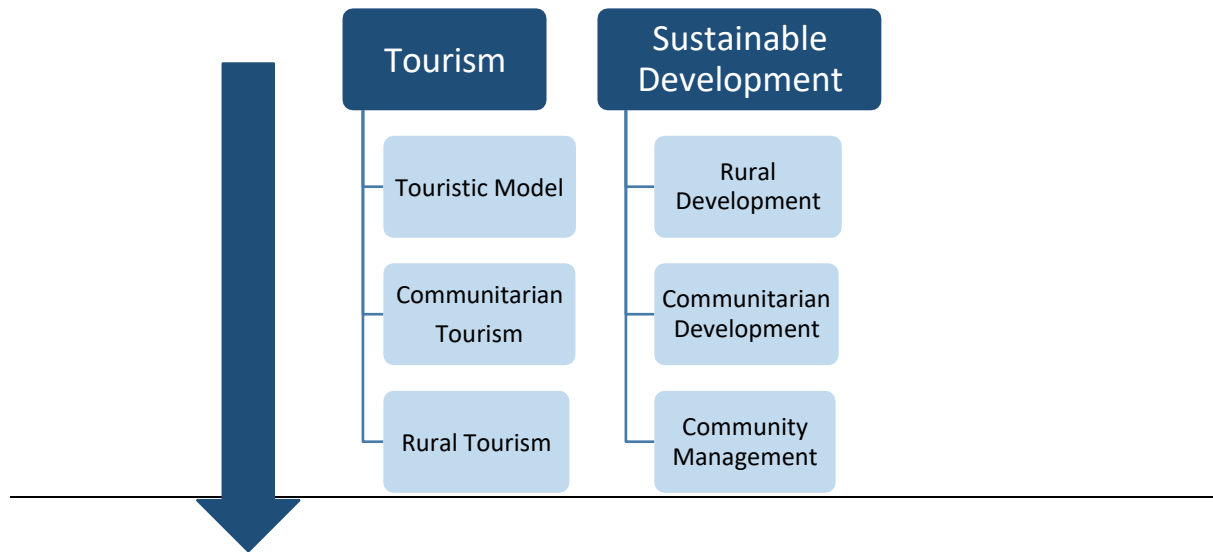 Tourism
Touristic Model
Communitarian
Tourism
Rural Tourism
Sustainable
Development
Rural
Development
Communitarian
Development
Community
Management